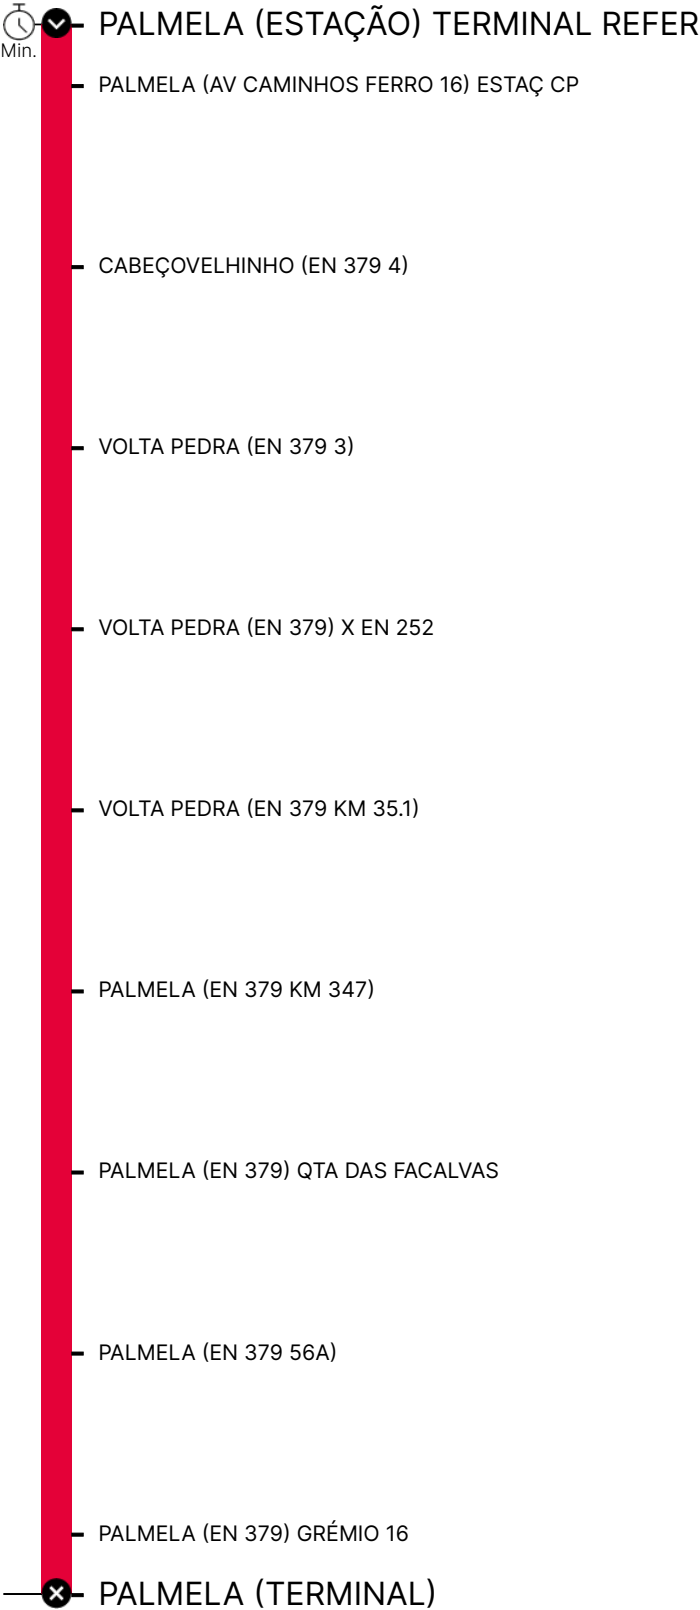 PALMELA (ESTAÇÃO) TERMINAL REFER
Min.
PALMELA (AV CAMINHOS FERRO 16) ESTAÇ CP
CABEÇOVELHINHO (EN 379 4)
VOLTA PEDRA (EN 379 3)
VOLTA PEDRA (EN 379) X EN 252
VOLTA PEDRA (EN 379 KM 35.1)
PALMELA (EN 379 KM 347)
PALMELA (EN 379) QTA DAS FACALVAS
PALMELA (EN 379 56A)
PALMELA (EN 379) GRÉMIO 16
PALMELA (TERMINAL)